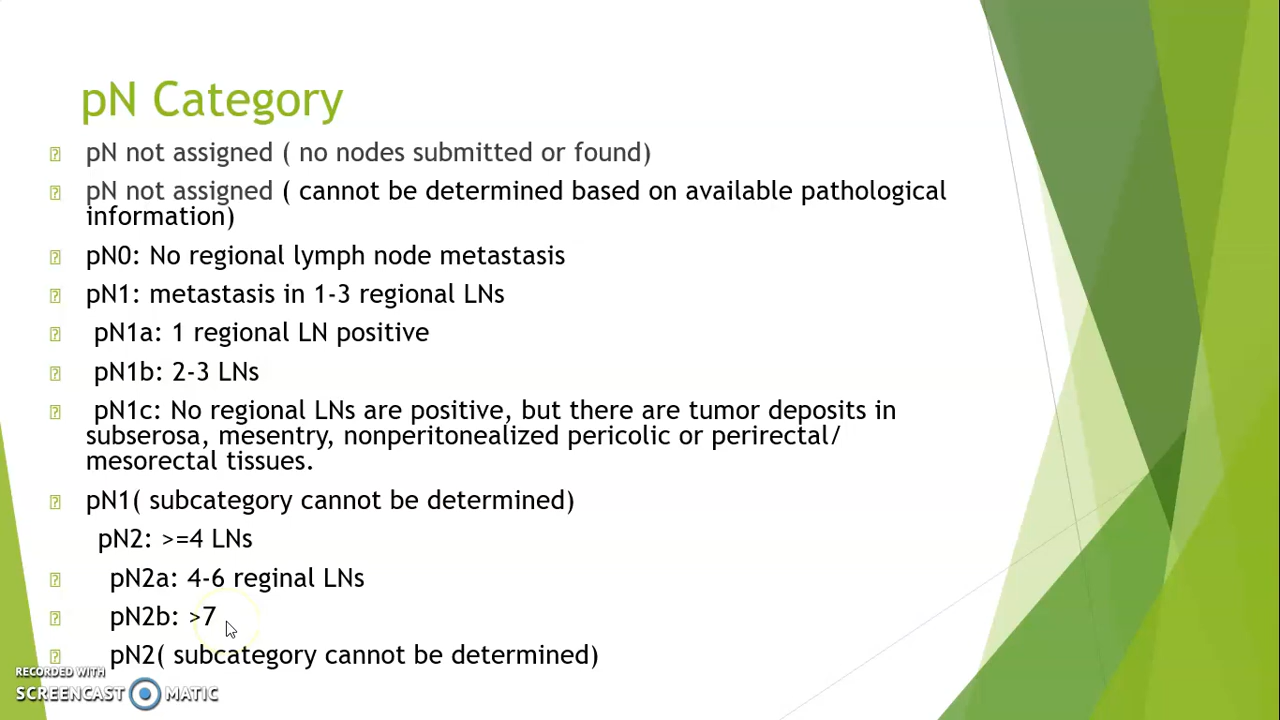 pN Category
pN not assigned ( no nodes submitted or found)
pN not assigned ( cannot be determined based on available pathological
information)
pN0: No regional lymph node metastasis
pN1: metastasis in 1-3 regional LNs
pN1a: 1 regional LN positive
pN1b: 2-3 LNs
pN1c: No regional LNs are positive, but there are tumor deposits in
subserosa, mesentry, nonperitonealized pericolic or perirectal/
mesorectal tissues.
pN1( subcategory cannot be determined)
pN2: >=4 LNs
pN2a: 4-6 reginal LNs
pN2b: >7
pN2( subcategory cannot be determined)
RECORDED WITH
SCREENCAST MATIC